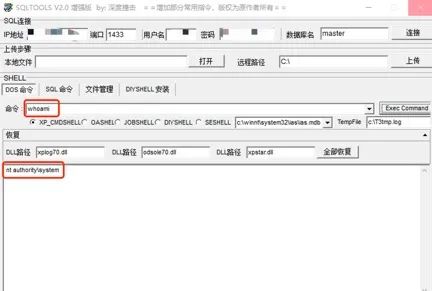 SQLTOOLS V2.0 增强版 by: 深度撞击 ==增加部分常用指令，版权为原作者所有==
SQL连接
IP地址 端口 1433 用户名 密码 数据库名 master 连接
上传步骤
本地文件 打开 远程路径 C:\ 上传
SHELL
DOS 命令 SQL 命令 文件管理 DIYSHELL 安装
命令： whoami Exec Command
XP_CMDSHELL OASHEL JOBSHELL DIYSHELL SESHELL c:\winnt\system32\ias\ias.mdb TempFile c:\T3tmp.log
恢复
DLL路径 xplog70.dll DLL路径 odsole70.dll DLL路径 xpstar.dll 全部恢复
nt authority\system